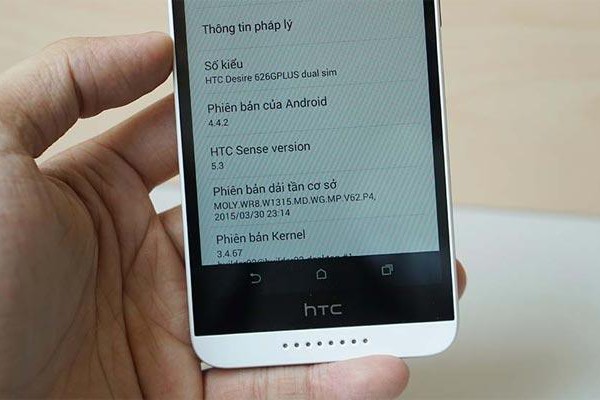 Thông tin pháp lý
Số kiểu
HTC Desire 626GPLUS dual sim
Phiên bản của Android
4.4.2
HTC Sense version
5.3
Phiên bản dải tần cơ sở
MOLY.WR8.W1315.MD.WG.MP.V62.P4,
2015/03/30 23:14
Phiên bản Kernel
3.4.67
hTC